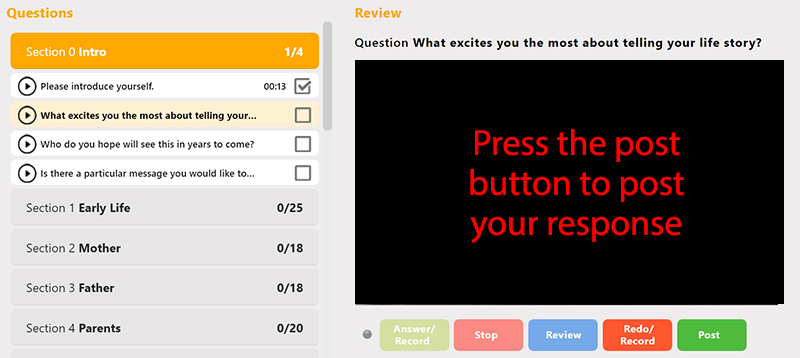 Questions
Section 0 Intro 1/4
Please introduce yourself. 00:13
What excites you the most about telling your...
Who do you hope will see this in years to come?
Is there a particular message you would like to...
Section 1 Early Life 0/25
Section 2 Mother 0/18
Section 3 Father 0/18
Section 4 Parents 0/20
Review
Question What excites you the most about telling your life story?
Press the post
button to post
your response
Answer/
Record
Stop
Review
Redo/
Record
Post